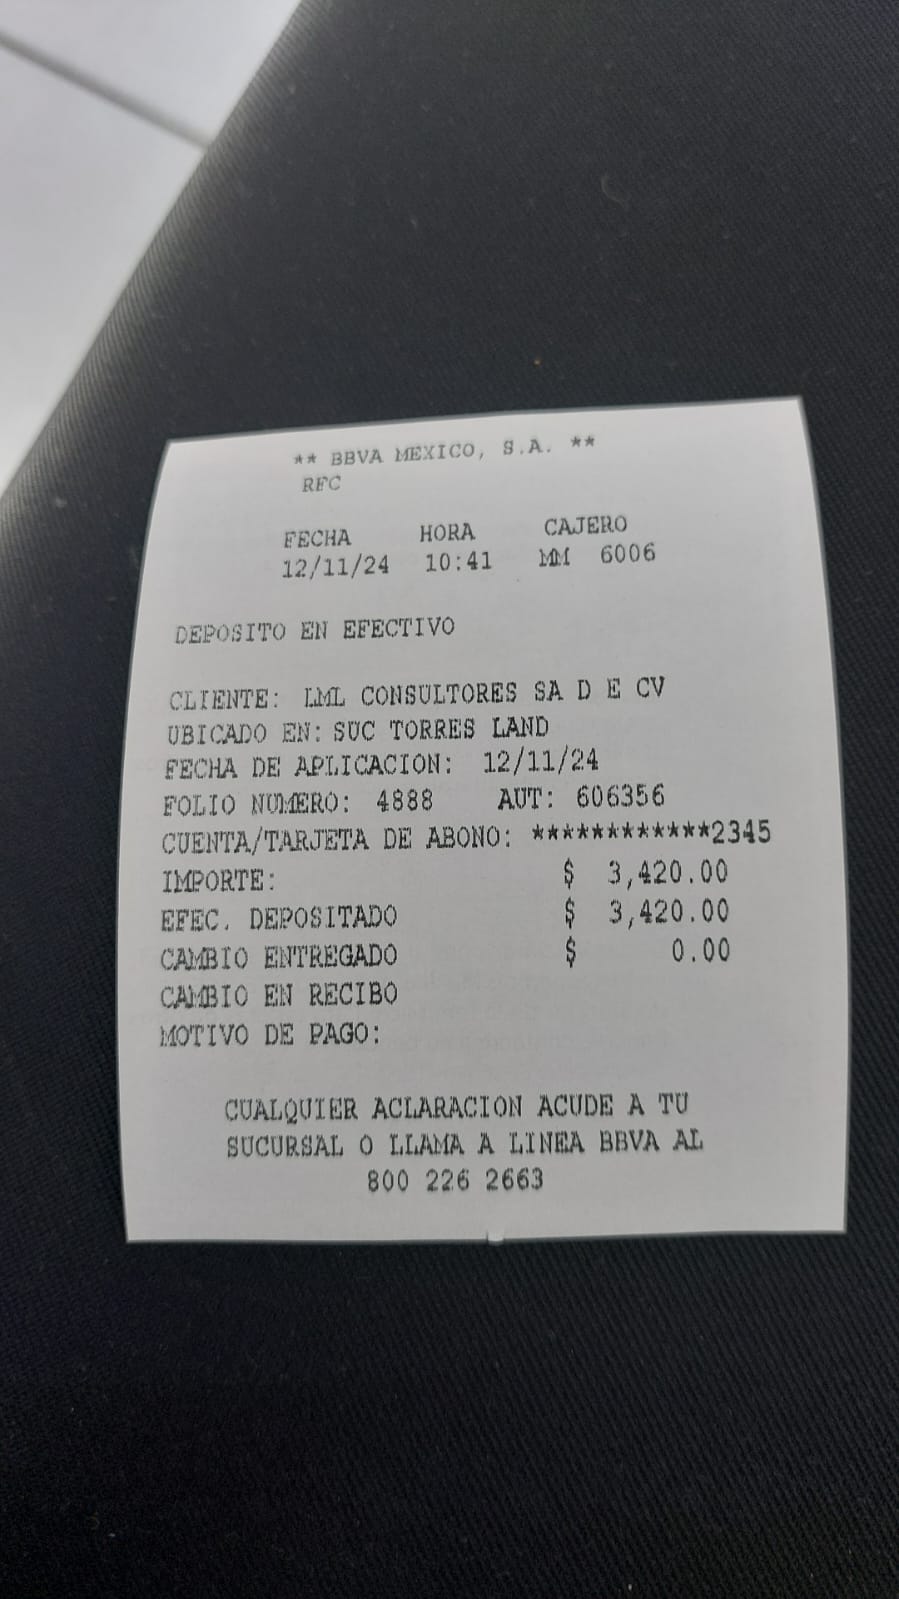 ** BBVA MEXICO, S.A. **
RFC
FECHA HORA CAJERO
12/11/24 10:41 MM 6006
DEPOSITO EN EFECTIVO
CLIENTE: LML CONSULTORES SA D E CV
UBICADO EN: SUC TORRES LAND
FECHA DE APLICACION: 12/11/24
FOLIO NUMERO: 4888 AUT: 606356
CUENTA/TARJETA DE ABONO: ************2345
IMPORTE: $ 3,420.00
EFEC. DEPOSITADO $ 3,420.00
CAMBIO ENTREGADO $ 0.00
CAMBIO EN RECIBO
MOTIVO DE PAGO:
CUALQUIER ACLARACION ACUDE A TU
SUCURSAL O LLAMA A LINEA BBVA AL
800 226 2663